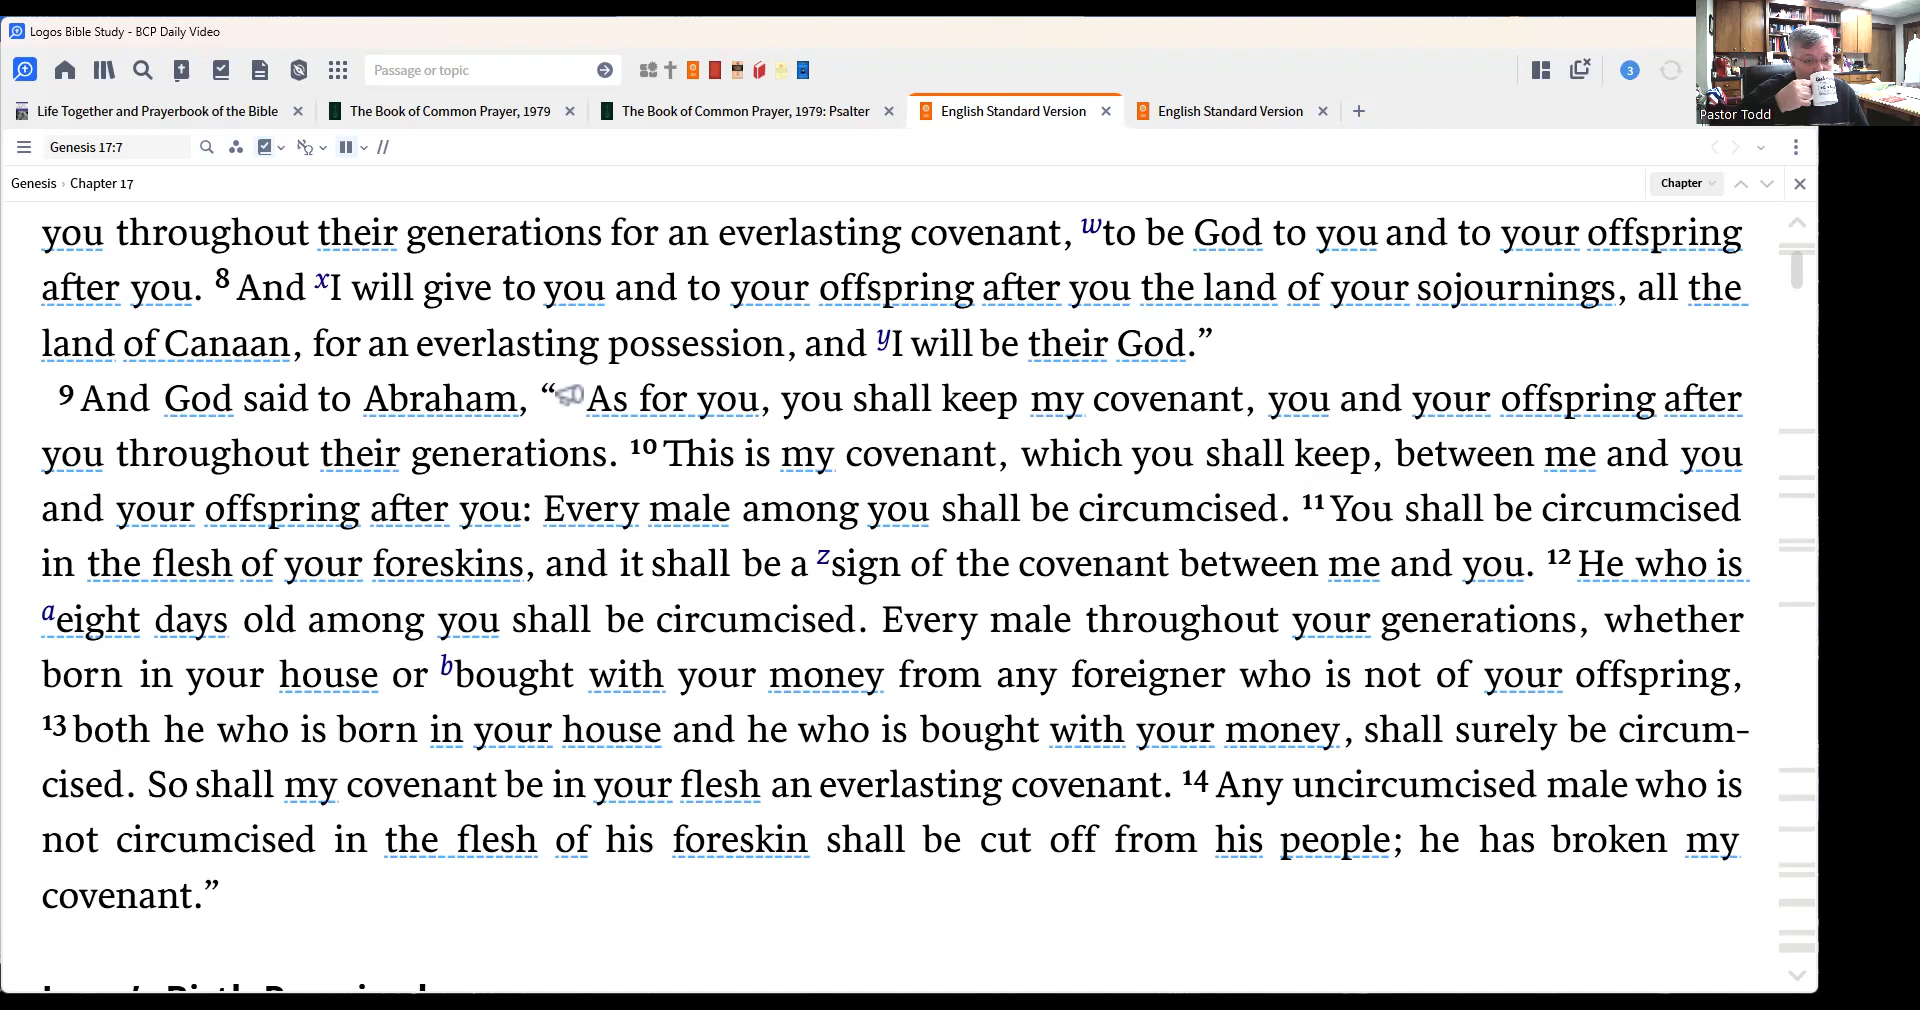 Logos Bible Study - BCP Daily Video
Passage or topic
3
Life Together and Prayerbook of the Bible
The Book of Common Prayer, 1979
The Book of Common Prayer, 1979: Psalter
English Standard Version
English Standard Version
Pastor Todd
Genesis 17:7
Genesis › Chapter 17
Chapter
you throughout their generations for an everlasting covenant, wto be God to you and to your offspring
after you. 8 And xI will give to you and to your offspring after you the land of your sojournings, all the
land of Canaan, for an everlasting possession, and yI will be their God.”
9 And God said to Abraham, “As for you, you shall keep my covenant, you and your offspring after
you throughout their generations. 10 This is my covenant, which you shall keep, between me and you
and your offspring after you: Every male among you shall be circumcised. 11 You shall be circumcised
in the flesh of your foreskins, and it shall be a zsign of the covenant between me and you. 12 He who is
aeight days old among you shall be circumcised. Every male throughout your generations, whether
born in your house or bbought with your money from any foreigner who is not of your offspring,
13 both he who is born in your house and he who is bought with your money, shall surely be circum-
cised. So shall my covenant be in your flesh an everlasting covenant. 14 Any uncircumcised male who is
not circumcised in the flesh of his foreskin shall be cut off from his people; he has broken my
covenant.”